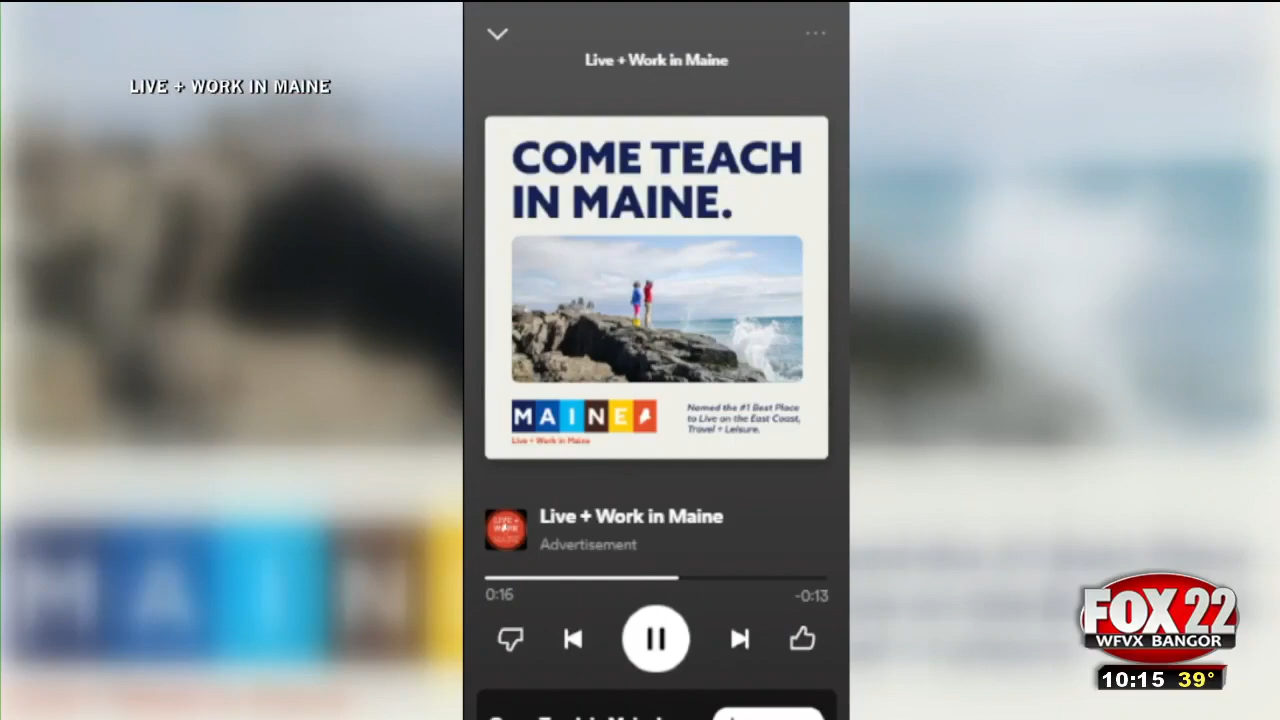 LIVE + WORK IN MAINE
Live + Work in Maine
COME TEACH
IN MAINE.
MAINE
Live + Work in Maine
Named the #1 Best Place
to Live on the East Coast,
Travel + Leisure.
LIVE +
WORK
Live + Work in Maine
Advertisement
0:16
-0:13
FOX 22
WFVX BANGOR
10:15 39°